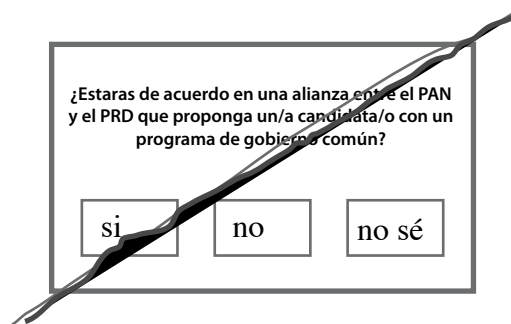 ¿Estaras de acuerdo en una alianza entre el PAN
y el PRD que proponga un/a candidata/o con un
programa de gobierno común?
si no no sé